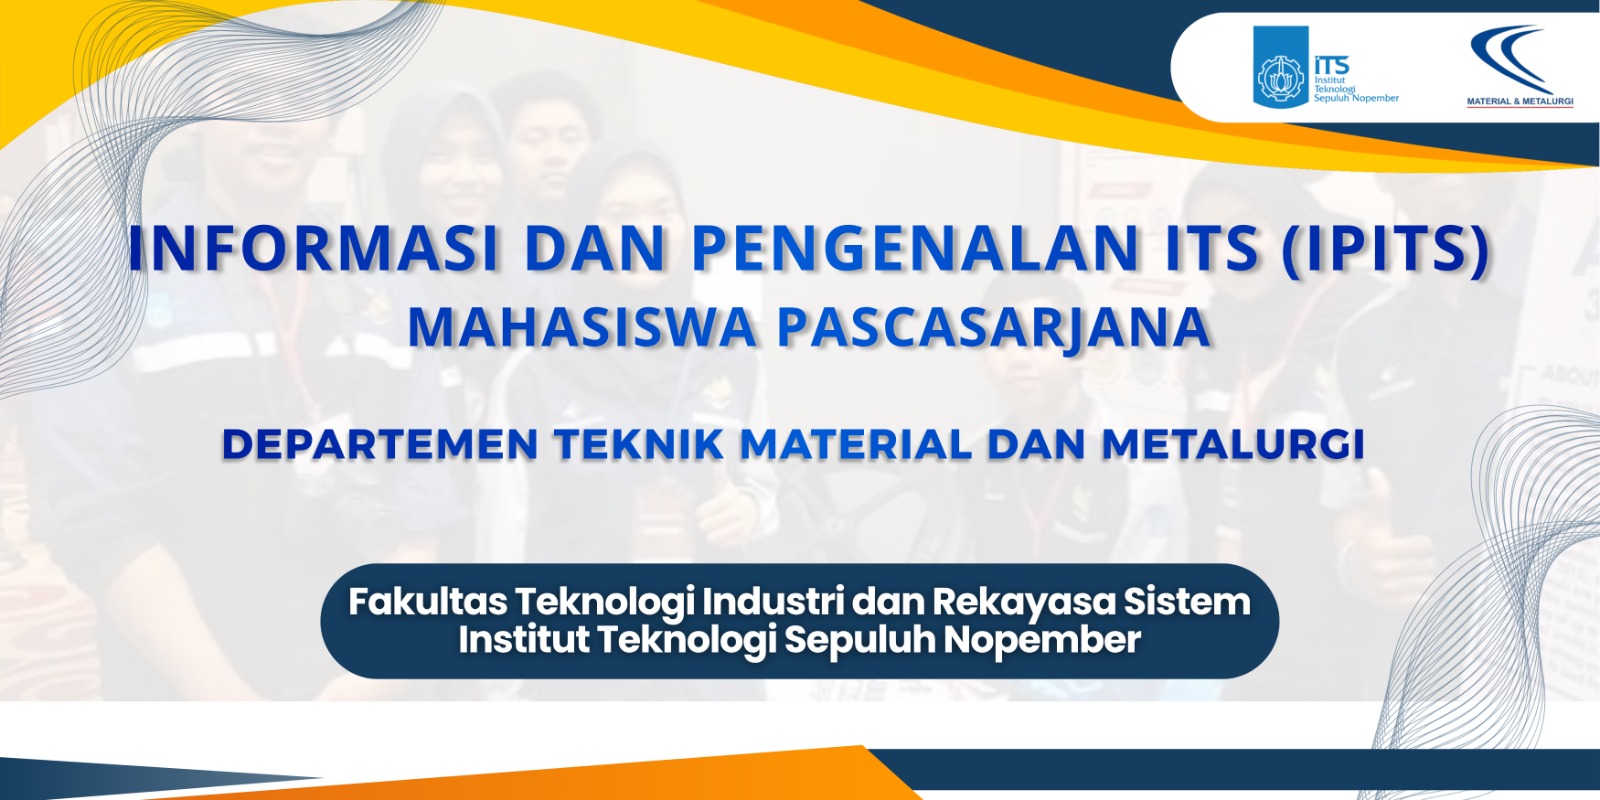 iTS
Institut
Teknologi
Sepuluh Nopember
MATERIAL & METALURGI
INFORMASI DAN PENGENALAN ITS (IPITS)
MAHASISWA PASCASARJANA
DEPARTEMEN TEKNIK MATERIAL DAN METALURGI
Fakultas Teknologi Industri dan Rekayasa Sistem
Institut Teknologi Sepuluh Nopember